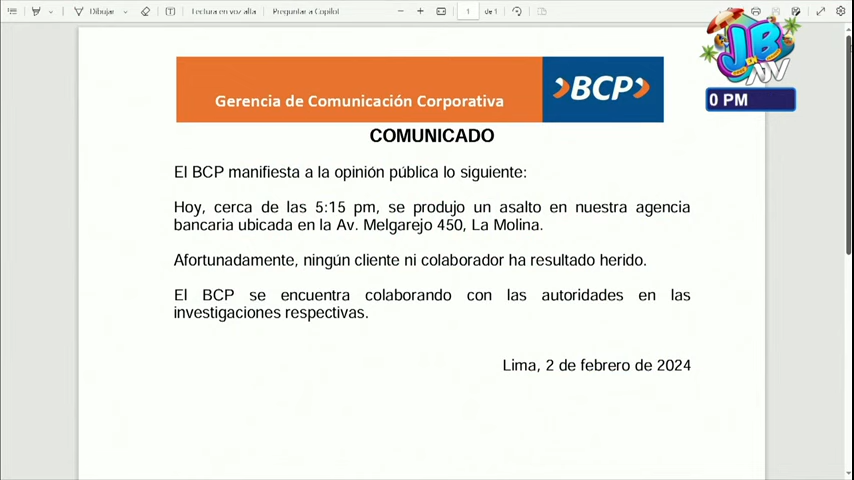 Dibujar
Lectura en voz alta
Preguntar a Copilot
1 de 1
JB
ATV
0 PM
Gerencia de Comunicación Corporativa
BCP
COMUNICADO
El BCP manifiesta a la opinión pública lo siguiente:
Hoy, cerca de las 5:15 pm, se produjo un asalto en nuestra agencia
bancaria ubicada en la Av. Melgarejo 450, La Molina.
Afortunadamente, ningún cliente ni colaborador ha resultado herido.
El BCP se encuentra colaborando con las autoridades en las
investigaciones respectivas.
Lima, 2 de febrero de 2024